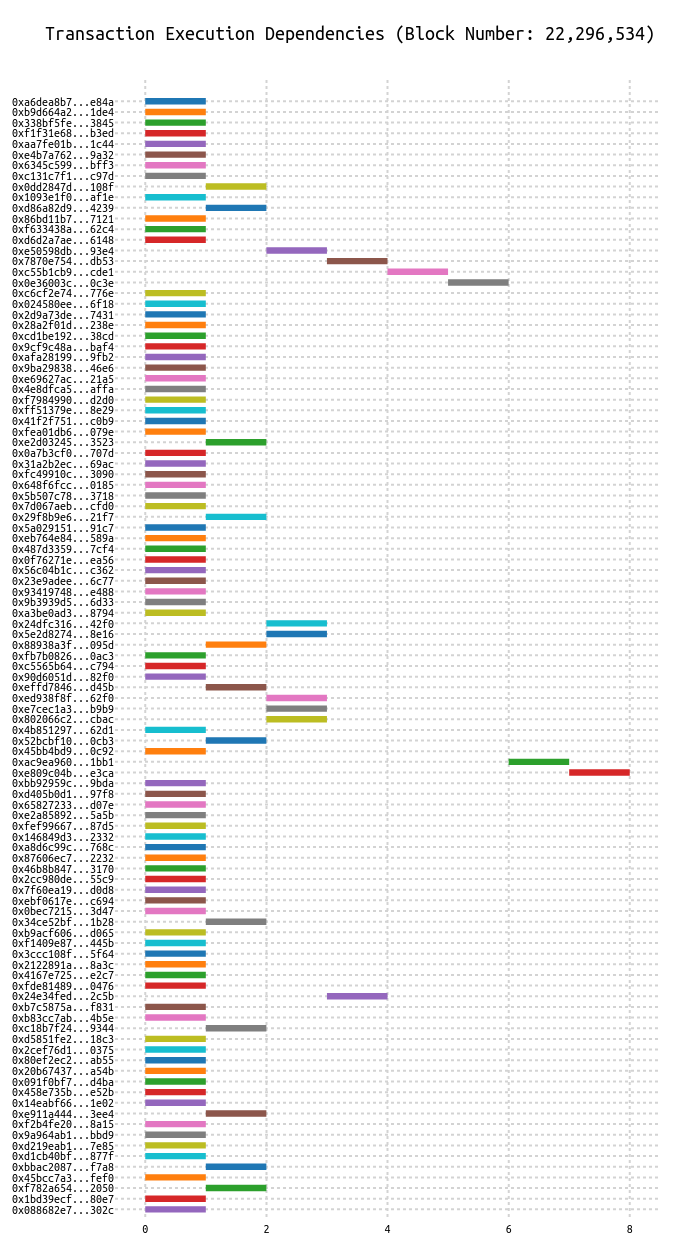 Transaction Execution Dependencies (Block Number: 22,296,534)
0xa6dea8b7...e84a
0xb9d664a2...1de4
0x338bf5fe...3845
0xf1f31e68...b3ed
0xaa7fe01b...1c44
0xe4b7a762...9a32
0x6345c599...bff3
0xc131c7f1...c97d
0x0dd2847d...108f
0x1093e1f0...af1e
0xd86a82d9...4239
0x86bd11b7...7121
0xf633438a...62c4
0xd6d2a7ae...6148
0xe50598db...93e4
0x7870e754...db53
0xc55b1cb9...cde1
0x0e36003c...0c3e
0xc6cf2e74...776e
0x024580ee...6f18
0x2d9a73de...7431
0x28a2f01d...238e
0xcd1be192...38cd
0x9cf9c48a...baf4
0xafa28199...9fb2
0x9ba29838...46e6
0xe69627ac...21a5
0x4e8dfca5...affa
0xf7984990...d2d0
0xff51379e...8e29
0x41f2f751...c0b9
0xfea01db6...079e
0xe2d03245...3523
0x0a7b3cf0...707d
0x31a2b2ec...69ac
0xfc49910c...3090
0x648f6fcc...0185
0x5b507c78...3718
0x7d067aeb...cfd0
0x29f8b9e6...21f7
0x5a029151...91c7
0xeb764e84...589a
0x487d3359...7cf4
0x0f76271e...ea56
0x56c04b1c...c362
0x23e9adee...6c77
0x93419748...e488
0x9b3939d5...6d33
0xa3be0ad3...8794
0x24dfc316...42f0
0x5e2d8274...8e16
0x88938a3f...095d
0xfb7b0826...0ac3
0xc5565b64...c794
0x90d6051d...82f0
0xeffd7846...d45b
0xed938f8f...62f0
0xe7cec1a3...b9b9
0x802066c2...cbac
0x4b851297...62d1
0x52bcbf10...0cb3
0x45bb4bd9...0c92
0xac9ea960...1bb1
0xe809c04b...e3ca
0xbb92959c...9bda
0xd405b0d1...97f8
0x65827233...d07e
0xe2a85892...5a5b
0xfef99667...87d5
0x146849d3...2332
0xa8d6c99c...768c
0x87606ec7...2232
0x46b8b847...3170
0x2cc980de...55c9
0x7f60ea19...d0d8
0xebf0617e...c694
0x0bec7215...3d47
0x34ce52bf...1b28
0xb9acf606...d065
0xf1409e87...445b
0x3ccc108f...5f64
0x2122891a...8a3c
0x4167e725...e2c7
0xfde81489...0476
0x24e34fed...2c5b
0xb7c5875a...f831
0xb83cc7ab...4b5e
0xc18b7f24...9344
0xd5851fe2...18c3
0x2cef76d1...0375
0x80ef2ec2...ab55
0x20b67437...a54b
0x091f0bf7...d4ba
0x458e735b...e52b
0x14eabf66...1e02
0xe911a444...3ee4
0xf2b4fe20...8a15
0x9a964ab1...bbd9
0xd219eab1...7e85
0xd1cb40bf...877f
0xbbac2087...f7a8
0x45bcc7a3...fef0
0xf782a654...2050
0x1bd39ecf...80e7
0x088682e7...302c
0 2 4 6 8